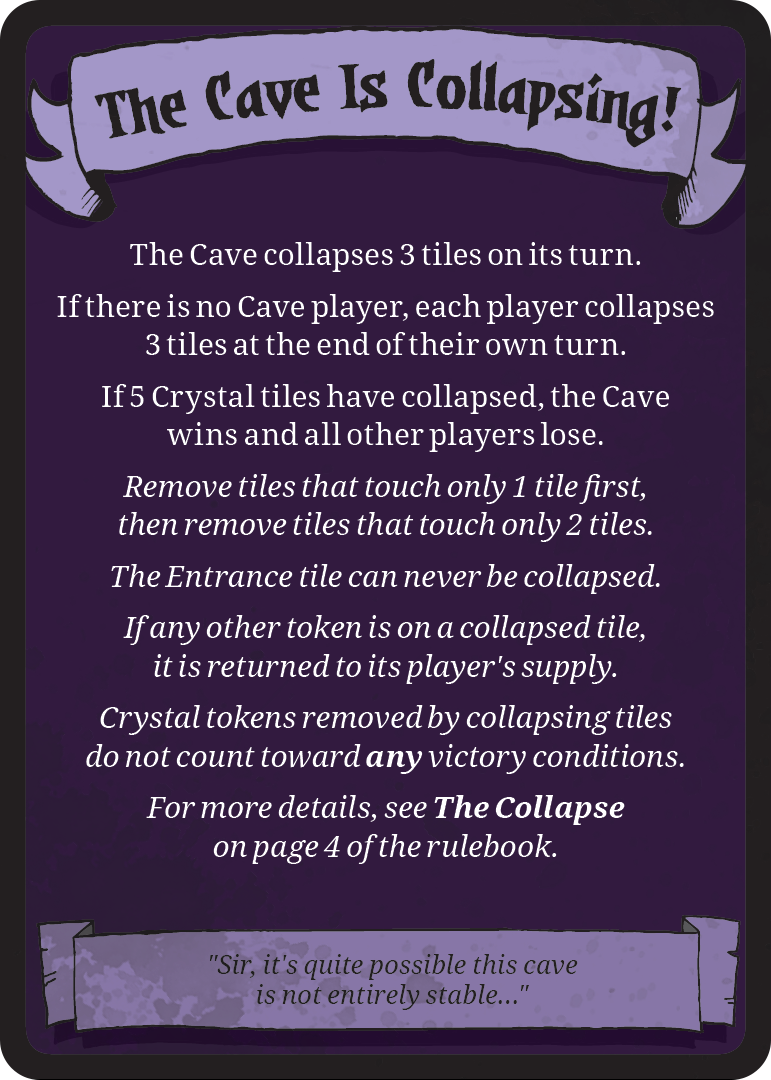 The Cave Is Collapsing!
The Cave collapses 3 tiles on its turn.
If there is no Cave player, each player collapses
3 tiles at the end of their own turn.
If 5 Crystal tiles have collapsed, the Cave
wins and all other players lose.
Remove tiles that touch only 1 tile first,
then remove tiles that touch only 2 tiles.
The Entrance tile can never be collapsed.
If any other token is on a collapsed tile,
it is returned to its player's supply.
Crystal tokens removed by collapsing tiles
do not count toward any victory conditions.
For more details, see The Collapse
on page 4 of the rulebook.
"Sir, it's quite possible this cave
is not entirely stable..."